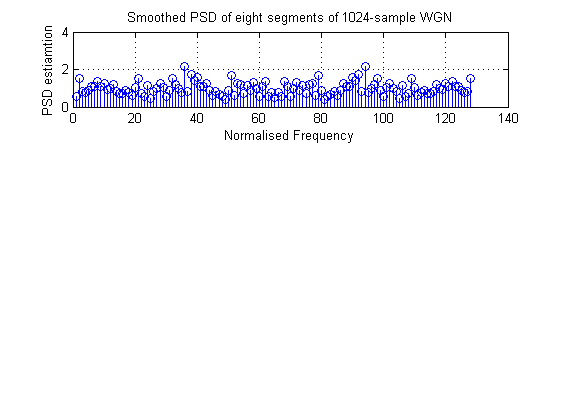 Smoothed PSD of eight segments of 1024-sample WGN
PSD estiamtion
4
2
0
0 20 40 60 80 100 120 140
Normalised Frequency